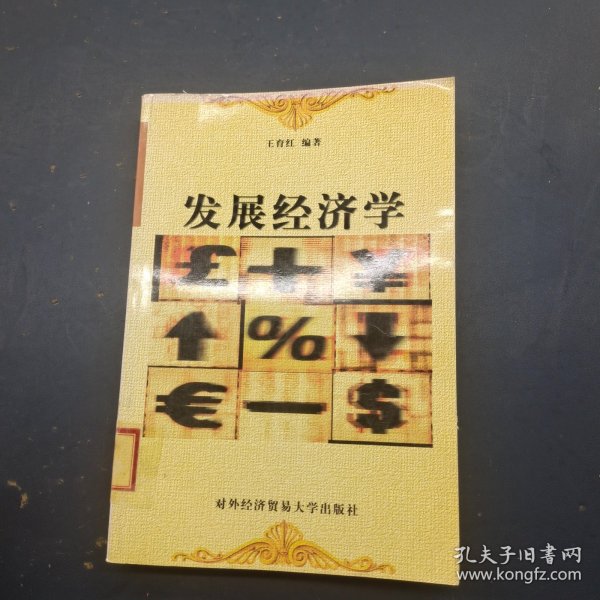 王育红 编著
发展经济学
£ + ¥
↑ % ↓
€ — $
对外经济贸易大学出版社
孔夫子旧书网
www.kongfz.com